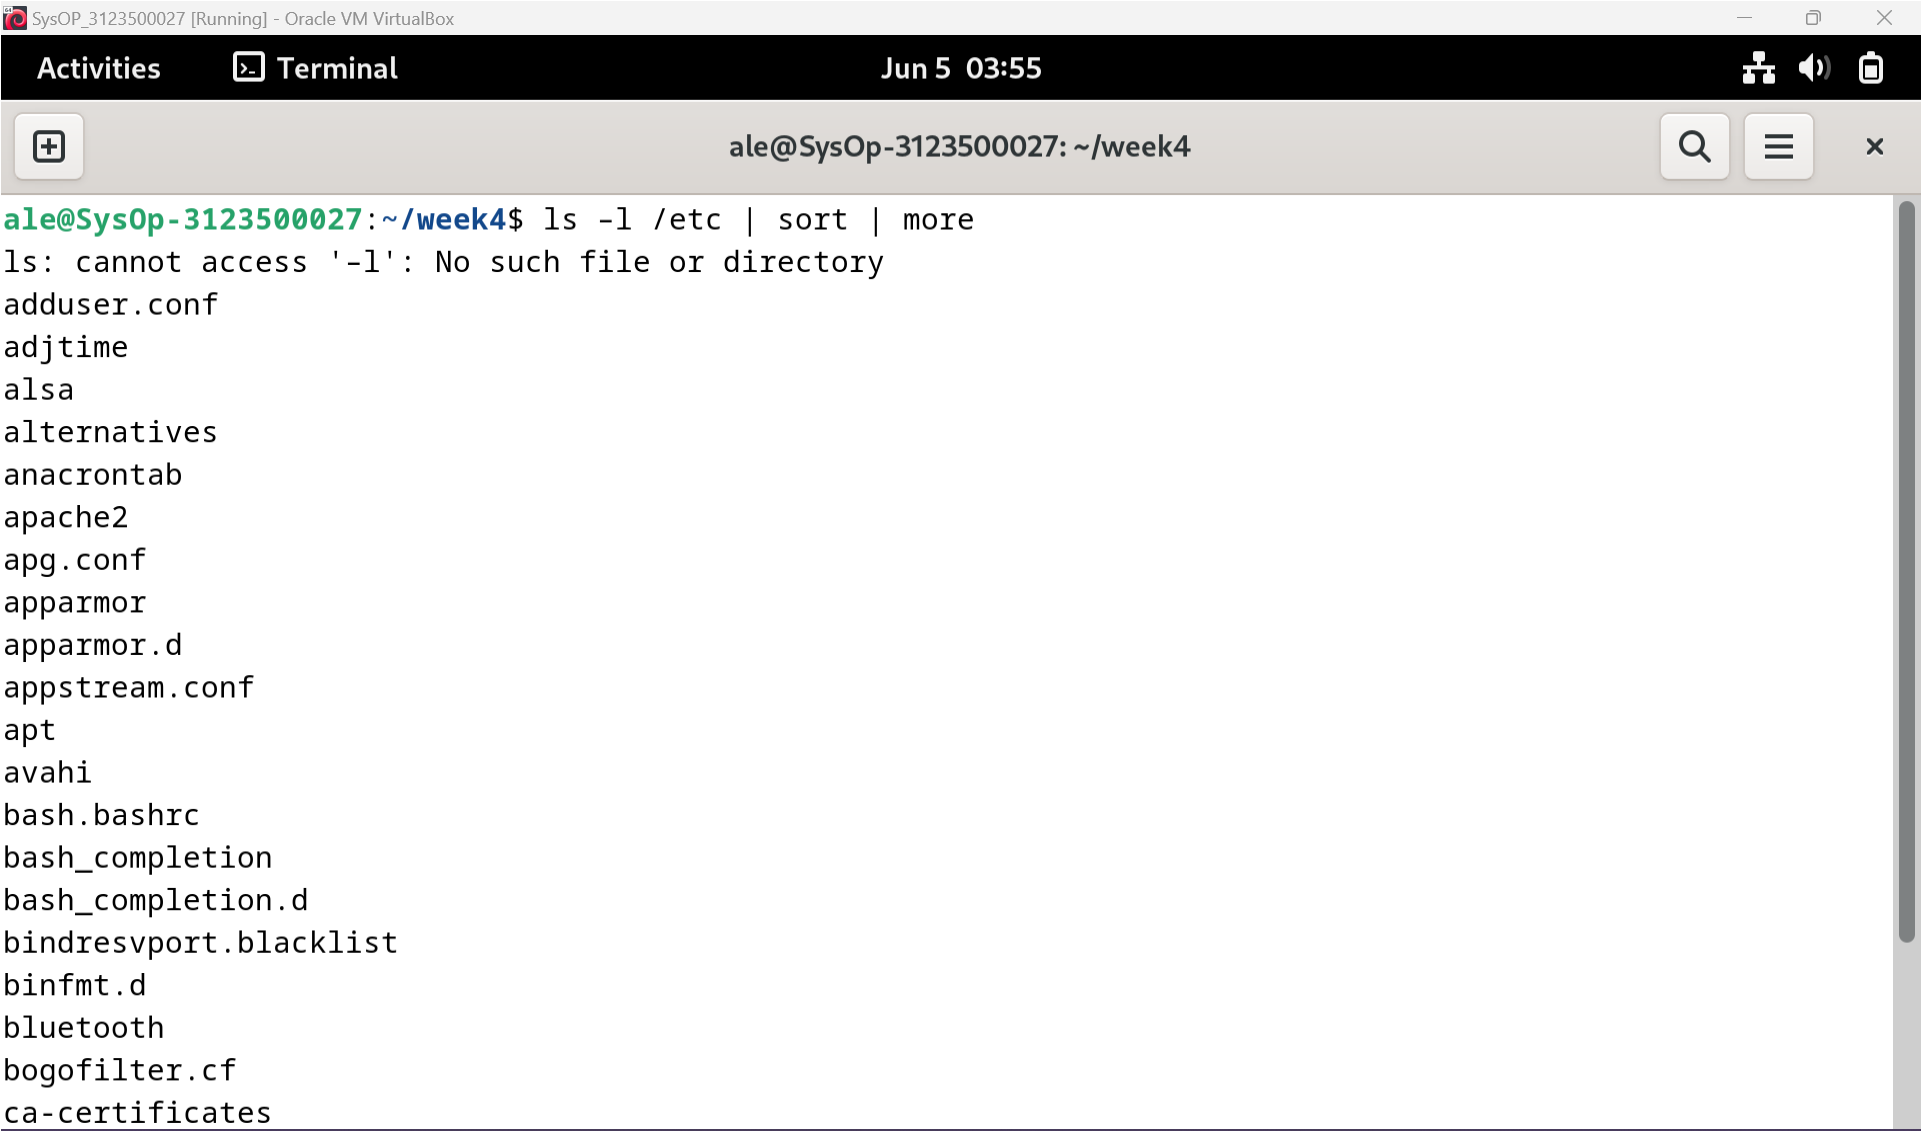 SysOP_3123500027 [Running] - Oracle VM VirtualBox
Activities Terminal Jun 5 03:55
ale@SysOp-3123500027: ~/week4
ale@SysOp-3123500027:~/week4$ ls –l /etc | sort | more
ls: cannot access '–l': No such file or directory
adduser.conf
adjtime
alsa
alternatives
anacrontab
apache2
apg.conf
apparmor
apparmor.d
appstream.conf
apt
avahi
bash.bashrc
bash_completion
bash_completion.d
bindresvport.blacklist
binfmt.d
bluetooth
bogofilter.cf
ca-certificates